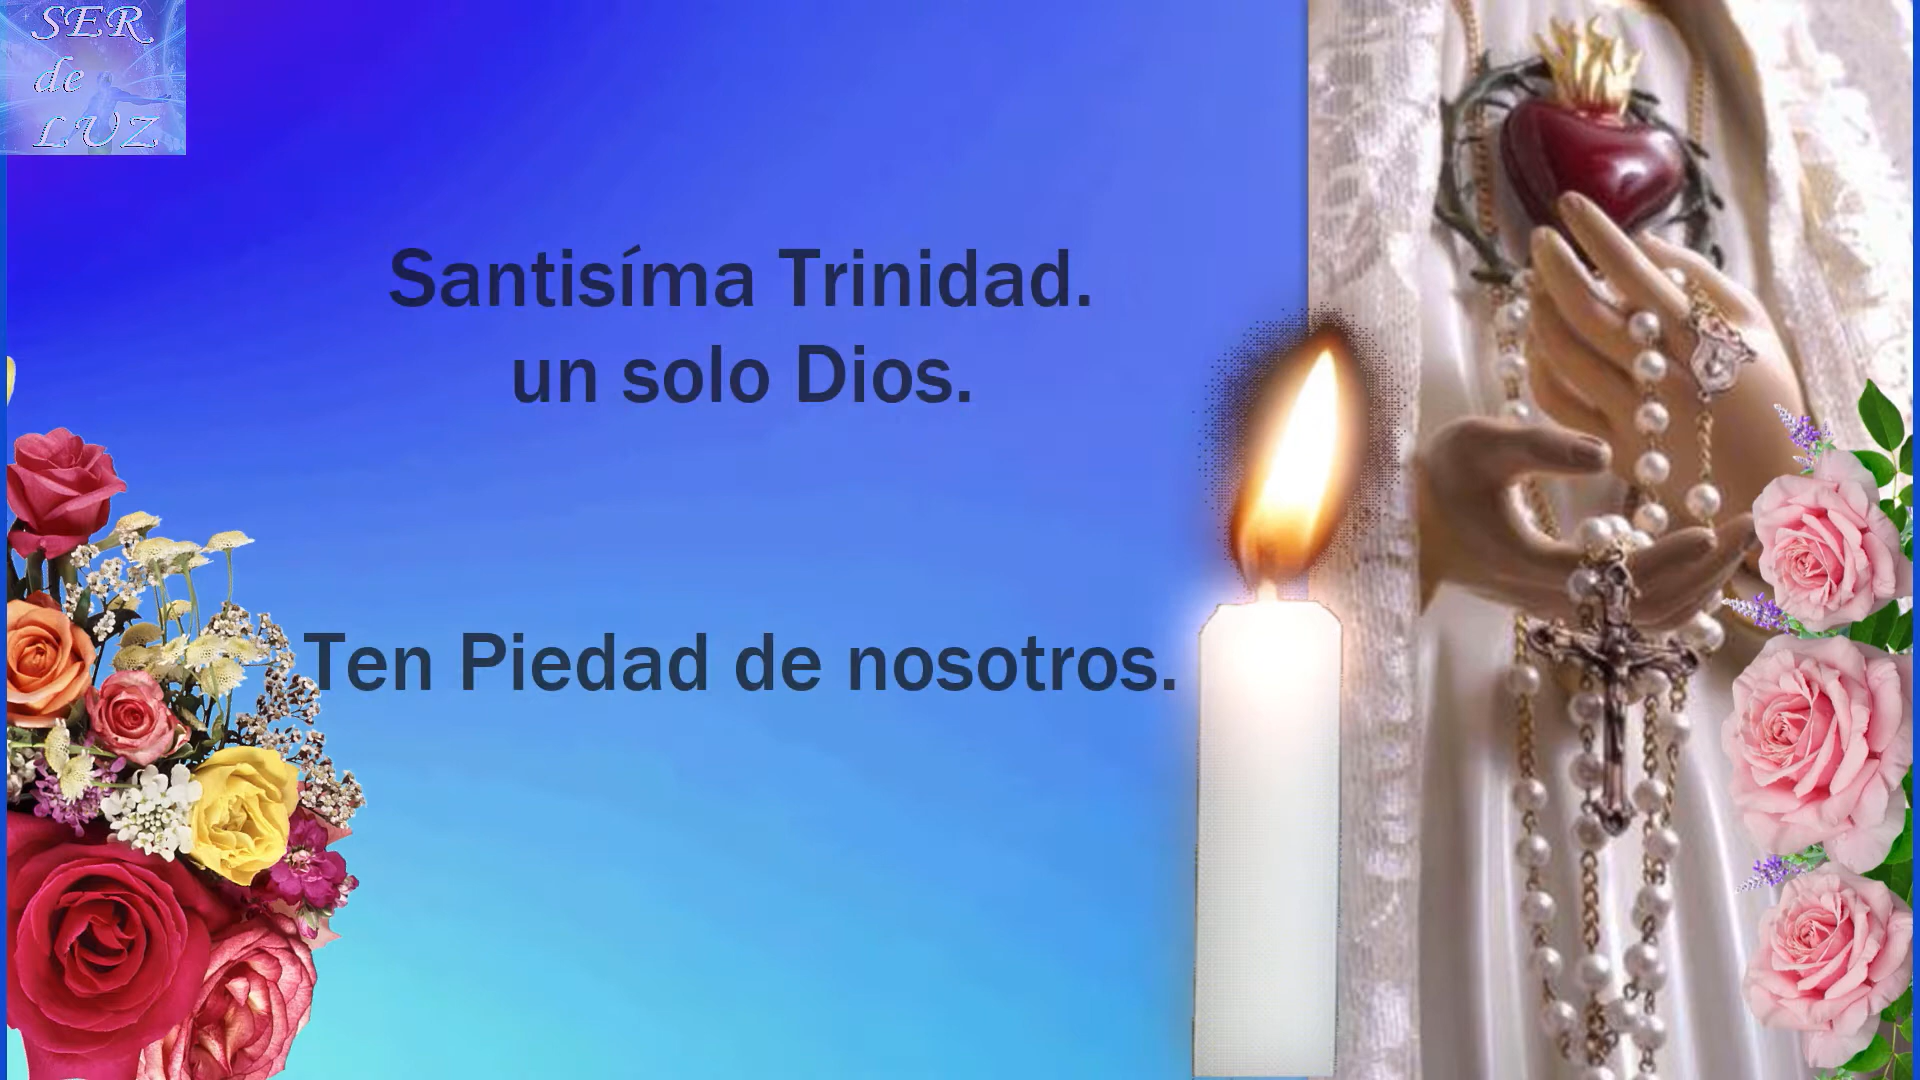 SER
de
LUZ
Santisíma Trinidad.
un solo Dios.
Ten Piedad de nosotros.